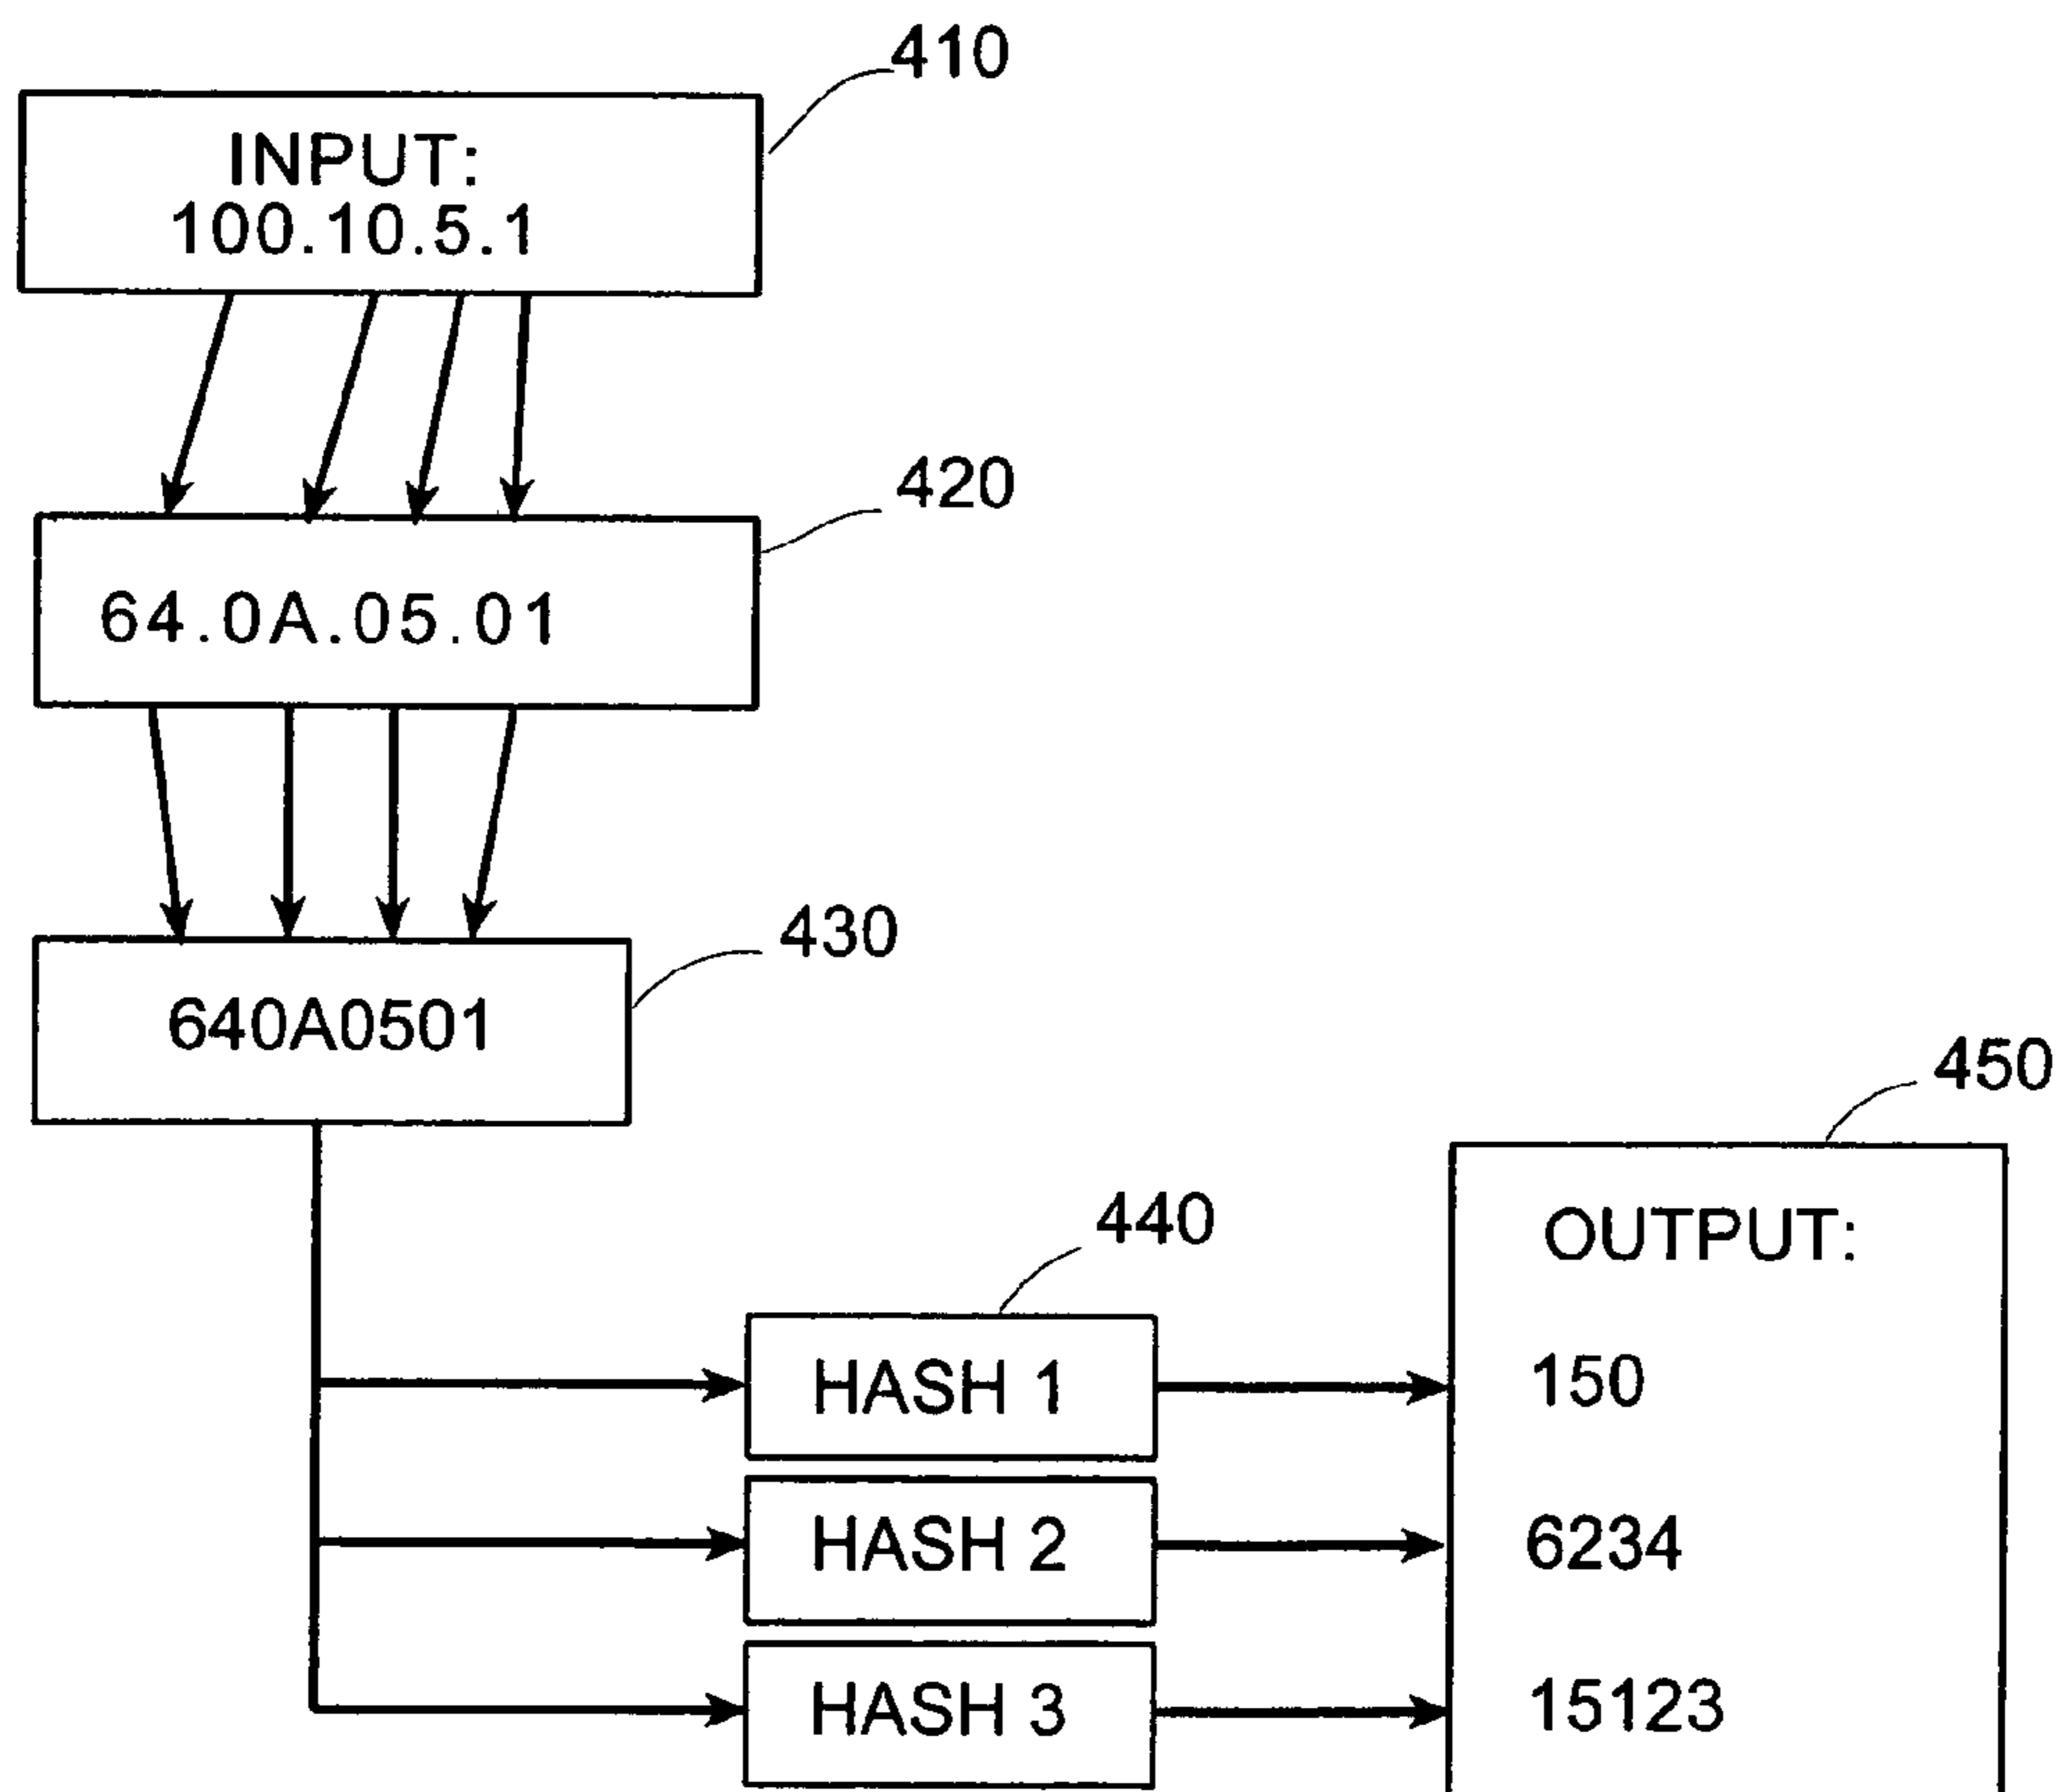 410
INPUT:
100.10.5.1
420
64.0A.05.01
430
640A0501
450
440
OUTPUT:
HASH 1
150
HASH 2
6234
HASH 3
15123